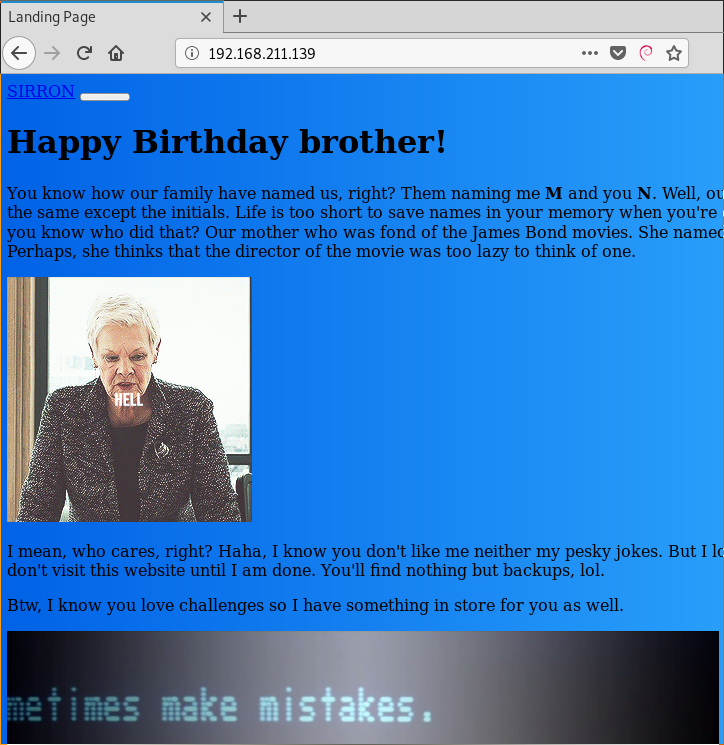 Landing Page
192.168.211.139
SIRRON
Happy Birthday brother!
You know how our family have named us, right? Them naming me M and you N. Well,
the same except the initials. Life is too short to save names in your memory when you're
you know who did that? Our mother who was fond of the James Bond movies. She named
Perhaps, she thinks that the director of the movie was too lazy to think of one.
HELL
I mean, who cares, right? Haha, I know you don't like me neither my pesky jokes. But I
don't visit this website until I am done. You'll find nothing but backups, lol.
Btw, I know you love challenges so I have something in store for you as well.
metimes make mistakes.